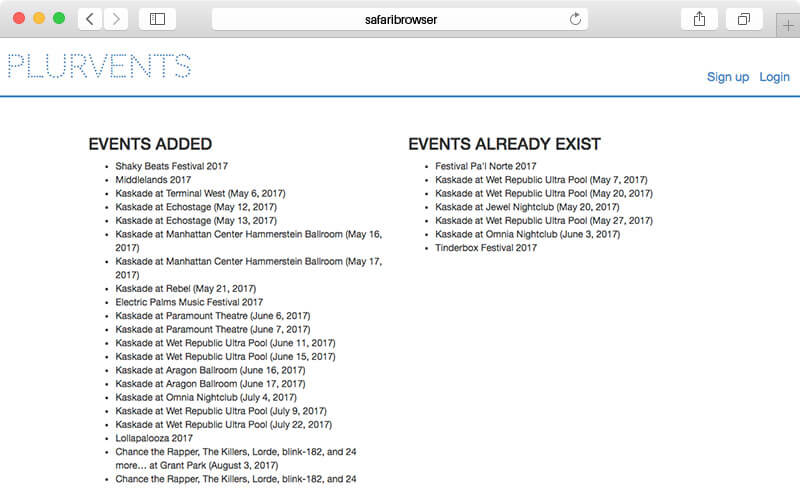 safaribrowser
PLURVENTS
Sign up Login
EVENTS ADDED
Shaky Beats Festival 2017
Middlelands 2017
Kaskade at Terminal West (May 6, 2017)
Kaskade at Echostage (May 12, 2017)
Kaskade at Echostage (May 13, 2017)
Kaskade at Manhattan Center Hammerstein Ballroom (May 16,
2017)
Kaskade at Manhattan Center Hammerstein Ballroom (May 17,
2017)
Kaskade at Rebel (May 21, 2017)
Electric Palms Music Festival 2017
Kaskade at Paramount Theatre (June 6, 2017)
Kaskade at Paramount Theatre (June 7, 2017)
Kaskade at Wet Republic Ultra Pool (June 11, 2017)
Kaskade at Wet Republic Ultra Pool (June 15, 2017)
Kaskade at Aragon Ballroom (June 16, 2017)
Kaskade at Aragon Ballroom (June 17, 2017)
Kaskade at Omnia Nightclub (July 4, 2017)
Kaskade at Wet Republic Ultra Pool (July 9, 2017)
Kaskade at Wet Republic Ultra Pool (July 22, 2017)
Lollapalooza 2017
Chance the Rapper, The Killers, Lorde, blink-182, and 24
more… at Grant Park (August 3, 2017)
Chance the Rapper, The Killers, Lorde, blink-182, and 24
EVENTS ALREADY EXIST
Festival Pa'l Norte 2017
Kaskade at Wet Republic Ultra Pool (May 7, 2017)
Kaskade at Wet Republic Ultra Pool (May 20, 2017)
Kaskade at Jewel Nightclub (May 20, 2017)
Kaskade at Wet Republic Ultra Pool (May 27, 2017)
Kaskade at Omnia Nightclub (June 3, 2017)
Tinderbox Festival 2017